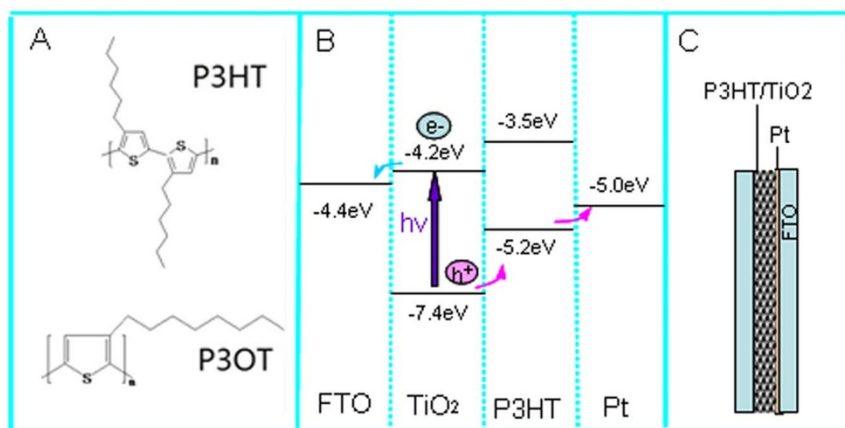 A
P3HT
S
S
n
P3OT
S
n
B
e-
-3.5eV
-4.2eV
-5.0eV
-4.4eV
hν
-5.2eV
h⁺
-7.4eV
FTO
TiO₂
P3HT
Pt
C
P3HT/TiO2
Pt
FTO